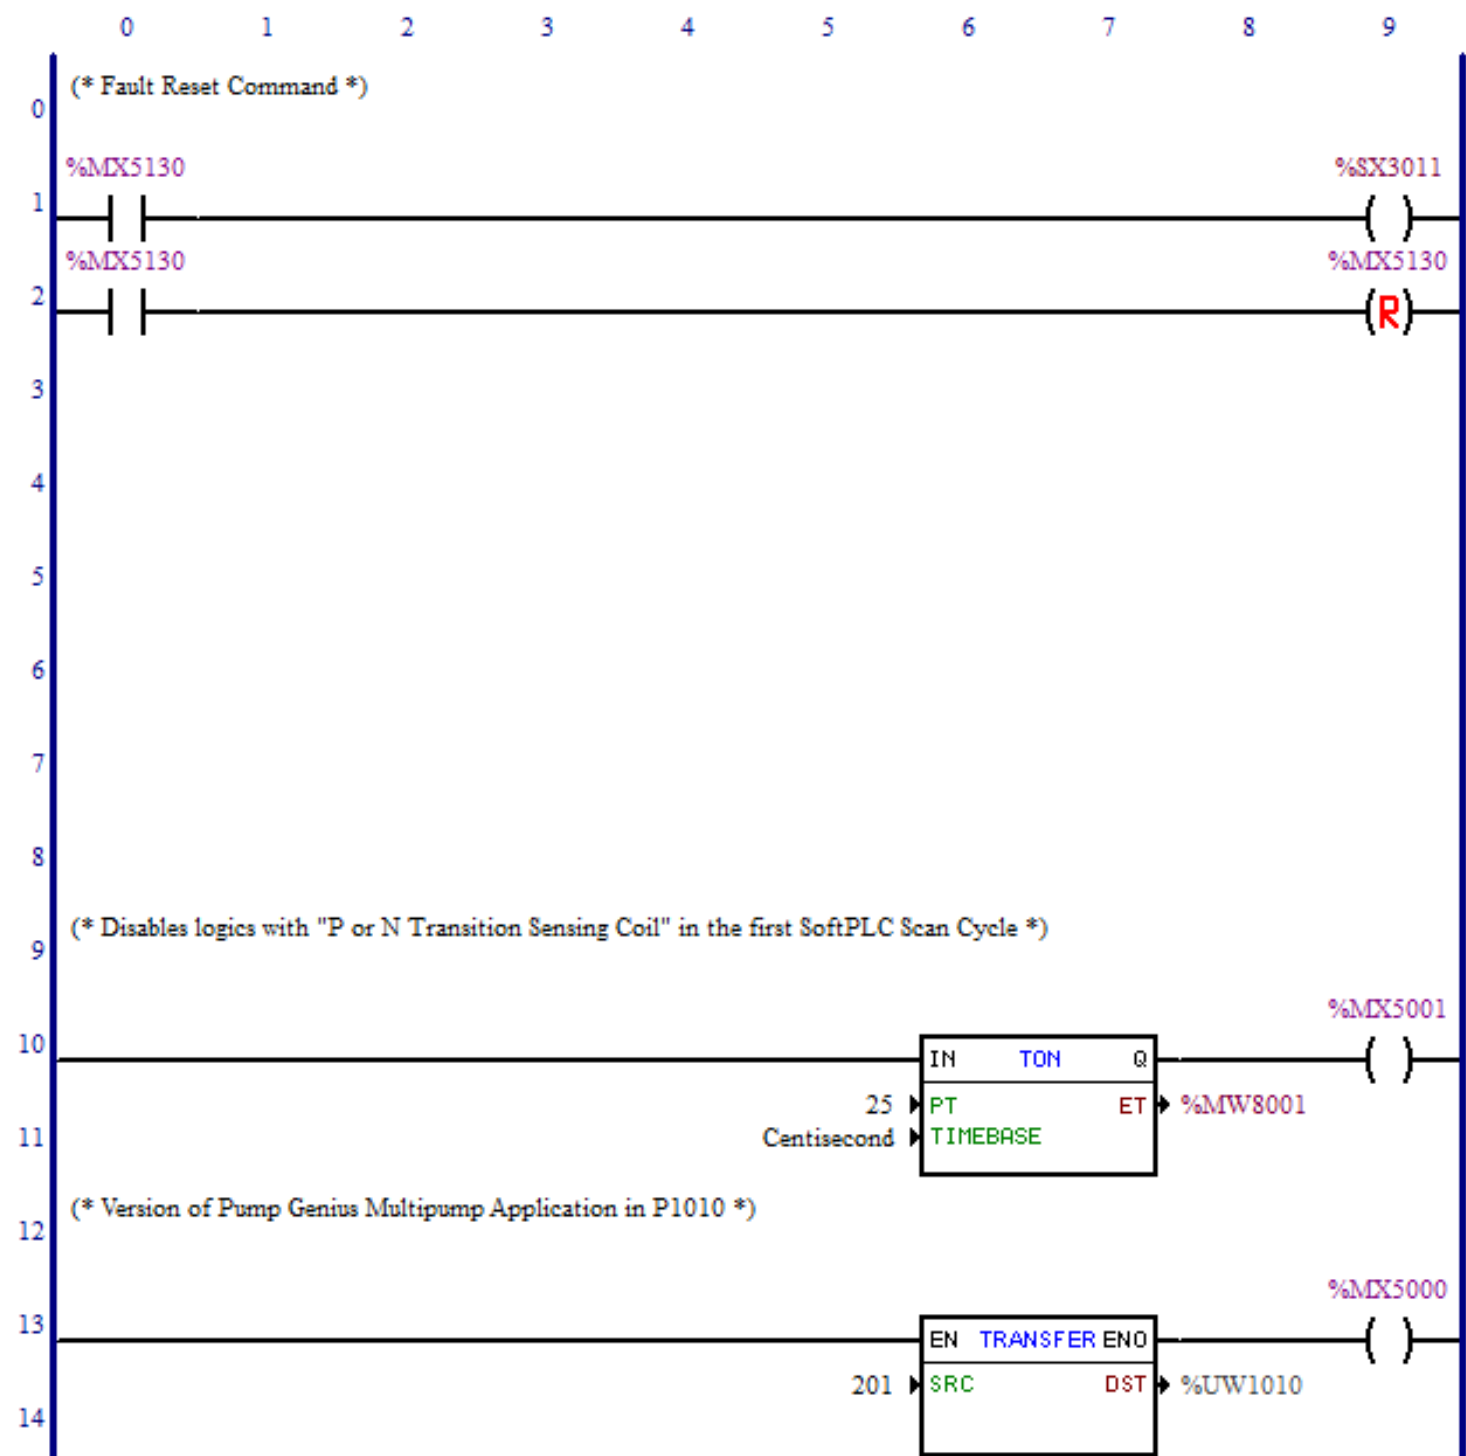 0 1 2 3 4 5 6 7 8 9
(* Fault Reset Command *)
0
%MX5130 %SX3011
1
%MX5130 %MX5130
2 R
3
4
5
6
7
8
(* Disables logics with "P or N Transition Sensing Coil" in the first SoftPLC Scan Cycle *)
9
%MX5001
10 IN TON Q
25 PT ET %MW8001
11 Centisecond TIMEBASE
(* Version of Pump Genius Multipump Application in P1010 *)
12
%MX5000
13 EN TRANSFER ENO
201 SRC DST %UW1010
14